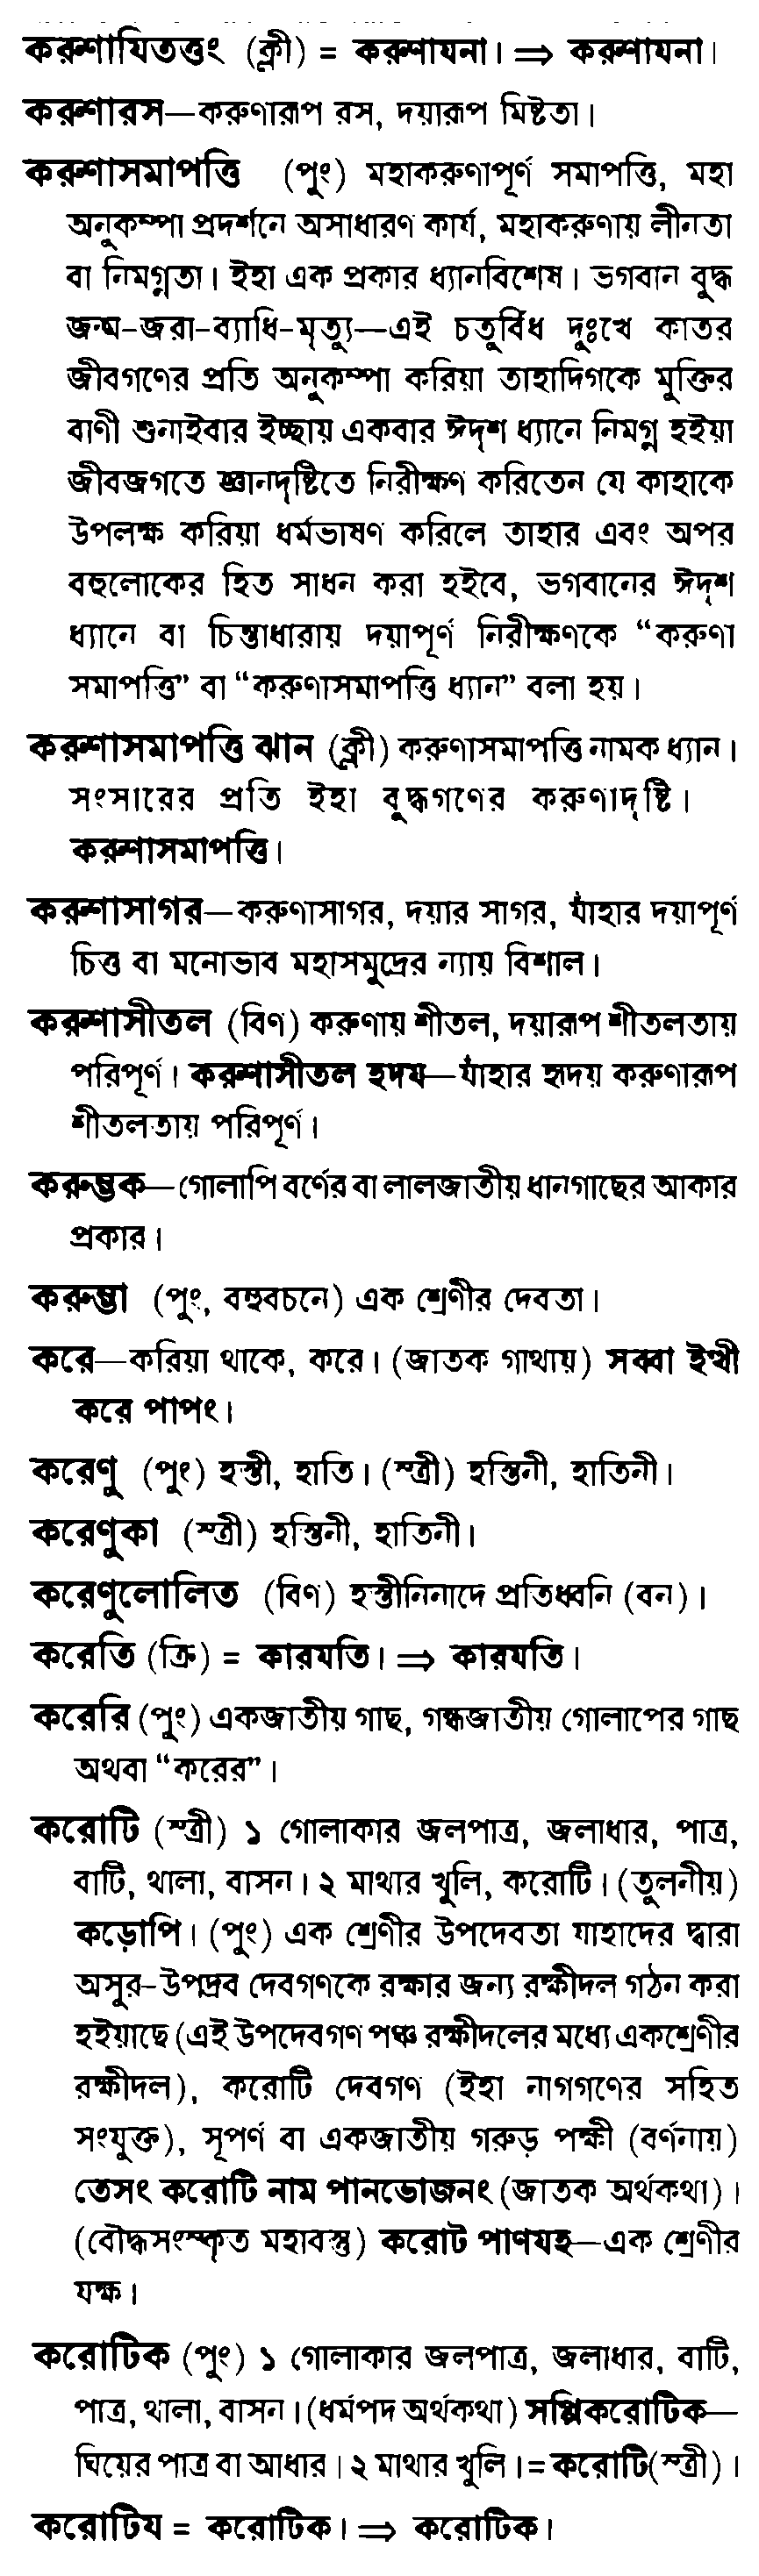 করুণাযিতত্তং (ক্লী) = করুণাযনা। ⇒ করুণাযনা।
করুণারস—করুণারূপ রস, দয়ারূপ মিষ্টতা।
করুণাসমাপত্তি (পুং) মহাকরুণাপূর্ণ সমাপত্তি, মহা
অনুকম্পা প্রদর্শনে অসাধারণ কার্য, মহাকরুণায় লীনতা
বা নিমগ্নতা। ইহা এক প্রকার ধ্যানবিশেষ। ভগবান বুদ্ধ
জন্ম-জরা-ব্যাধি-মৃত্যু—এই চতুর্বিধ দুঃখে কাতর
জীবগণের প্রতি অনুকম্পা করিয়া তাহাদিগকে মুক্তির
বাণী শুনাইবার ইচ্ছায় একবার ঈদৃশ ধ্যানে নিমগ্ন হইয়া
জীবজগতে জ্ঞানদৃষ্টিতে নিরীক্ষণ করিতেন যে কাহাকে
উপলক্ষ করিয়া ধর্মভাষণ করিলে তাহার এবং অপর
বহুলোকের হিত সাধন করা হইবে, ভগবানের ঈদৃশ
ধ্যানে বা চিন্তাধারায় দয়াপূর্ণ নিরীক্ষণকে “করুণা
সমাপত্তি” বা “করুণাসমাপত্তি ধ্যান” বলা হয়।
করুণাসমাপত্তি ঝান (ক্লী) করুণাসমাপত্তি নামক ধ্যান।
সংসারের প্রতি ইহা বুদ্ধগণের করুণাদৃষ্টি।
করুণাসমাপত্তি।
করুণাসাগর—করুণাসাগর, দয়ার সাগর, যাঁহার দয়াপূর্ণ
চিত্ত বা মনোভাব মহাসমুদ্রের ন্যায় বিশাল।
করুণাসীতল (বিণ) করুণায় শীতল, দয়ারূপ শীতলতায়
পরিপূর্ণ। করুণাসীতল হদয—যাঁহার হৃদয় করুণারূপ
শীতলতায় পরিপূর্ণ।
করুম্ভক—গোলাপি বর্ণের বা লালজাতীয় ধানগাছের আকার
প্রকার।
করুম্ভা (পুং, বহুবচনে) এক শ্রেণীর দেবতা।
করে—করিয়া থাকে, করে। (জাতক গাথায়) সব্বা ইত্থী
করে পাপং।
করেণু (পুং) হস্তী, হাতি। (স্ত্রী) হস্তিনী, হাতিনী।
করেণুকা (স্ত্রী) হস্তিনী, হাতিনী।
করেণুলোলিত (বিণ) হস্তীনিনাদে প্রতিধ্বনি (বন)।
করেতি (ক্রি) = কারযতি। ⇒ কারযতি।
করেরি (পুং) একজাতীয় গাছ, গন্ধজাতীয় গোলাপের গাছ
অথবা “করের”।
করোটি (স্ত্রী) ১ গোলাকার জলপাত্র, জলাধার, পাত্র,
বাটি, থালা, বাসন। ২ মাথার খুলি, করোটি। (তুলনীয়)
কড়োপি। (পুং) এক শ্রেণীর উপদেবতা যাহাদের দ্বারা
অসুর-উপদ্রব দেবগণকে রক্ষার জন্য রক্ষীদল গঠন করা
হইয়াছে (এই উপদেবগণ পঞ্চ রক্ষীদলের মধ্যে একশ্রেণীর
রক্ষীদল), করোটি দেবগণ (ইহা নাগগণের সহিত
সংযুক্ত), সূপর্ণ বা একজাতীয় গরুড় পক্ষী (বর্ণনায়)
তেসং করোটি নাম পানভোজনং (জাতক অর্থকথা)।
(বৌদ্ধসংস্কৃত মহাবস্তু) করোট পাণযহ—এক শ্রেণীর
যক্ষ।
করোটিক (পুং) ১ গোলাকার জলপাত্র, জলাধার, বাটি,
পাত্র, থালা, বাসন। (ধর্মপদ অর্থকথা) সপ্পিকরোটিক—
ঘিয়ের পাত্র বা আধার। ২ মাথার খুলি। = করোটি (স্ত্রী)।
করোটিয = করোটিক। ⇒ করোটিক।